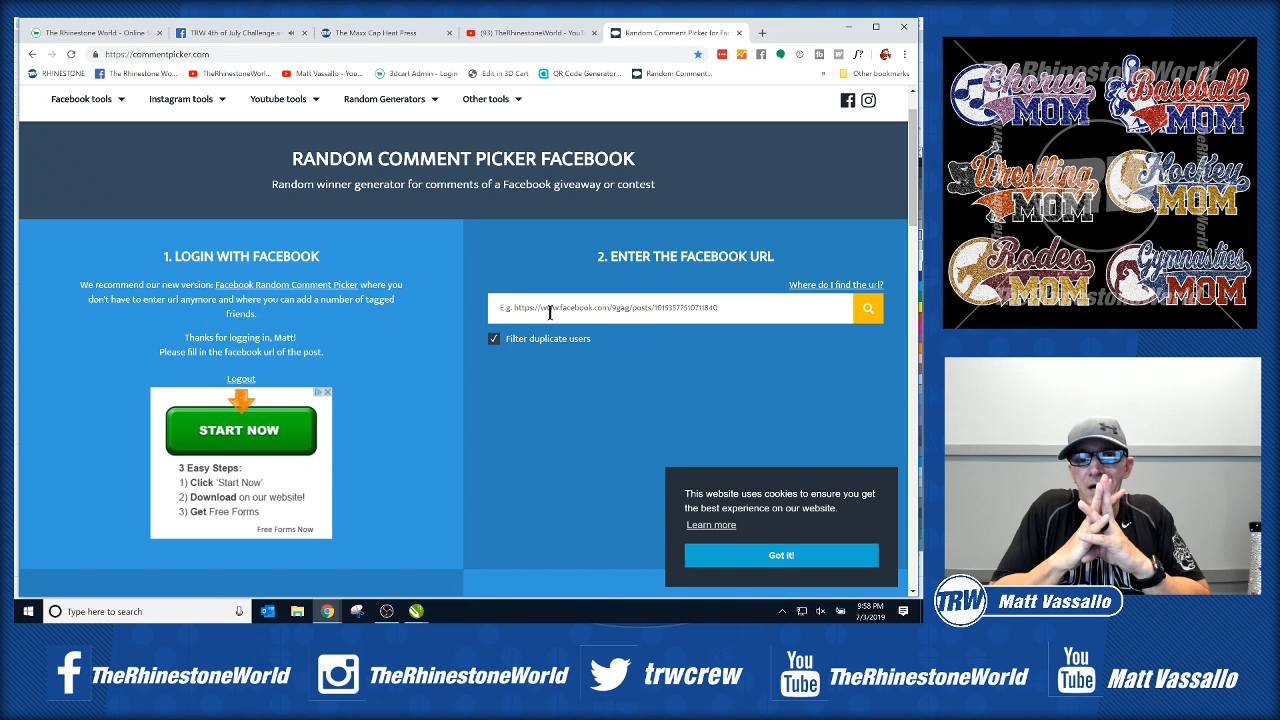 The Rhinestone World - Online S
TRW 4th of July Challenge a
The Maxx Cap Heat Press
(93) TheRhinestoneWorld - YouT
Random Comment Picker for Fac
https://commentpicker.com
RHINESTONE
The Rhinestone Wo...
TheRhinestoneWorl...
Matt Vassallo - You...
3dcart Admin - Login
Edit in 3D Cart
QR Code Generator...
Random Comment...
»
Other bookmarks
Facebook tools
Instagram tools
Youtube tools
Random Generators
Other tools
RANDOM COMMENT PICKER FACEBOOK
Random winner generator for comments of a Facebook giveaway or contest
1. LOGIN WITH FACEBOOK
We recommend our new version: Facebook Random Comment Picker where you
don't have to enter url anymore and where you can add a number of tagged
friends.
Thanks for logging in, Matt!
Please fill in the facebook url of the post.
Logout
START NOW
3 Easy Steps:
1) Click 'Start Now'
2) Download on our website!
3) Get Free Forms
Free Forms Now
2. ENTER THE FACEBOOK URL
Where do I find the url?
E.g. https://www.facebook.com/9gag/posts/10153577510711840
Filter duplicate users
This website uses cookies to ensure you get
the best experience on our website.
Learn more
Got it!
Type here to search
9:58 PM
7/3/2019
Chorus
MOM
Baseball
MOM
Wrestling
MOM
Hockey
MOM
Rodeo
MOM
Gymnastics
MOM
TheRhinestoneWorld
TRW
Matt Vassallo
TheRhinestoneWorld
TheRhinestoneWorld
trwcrew
You
Tube
TheRhinestoneWorld
You
Tube
Matt Vassallo